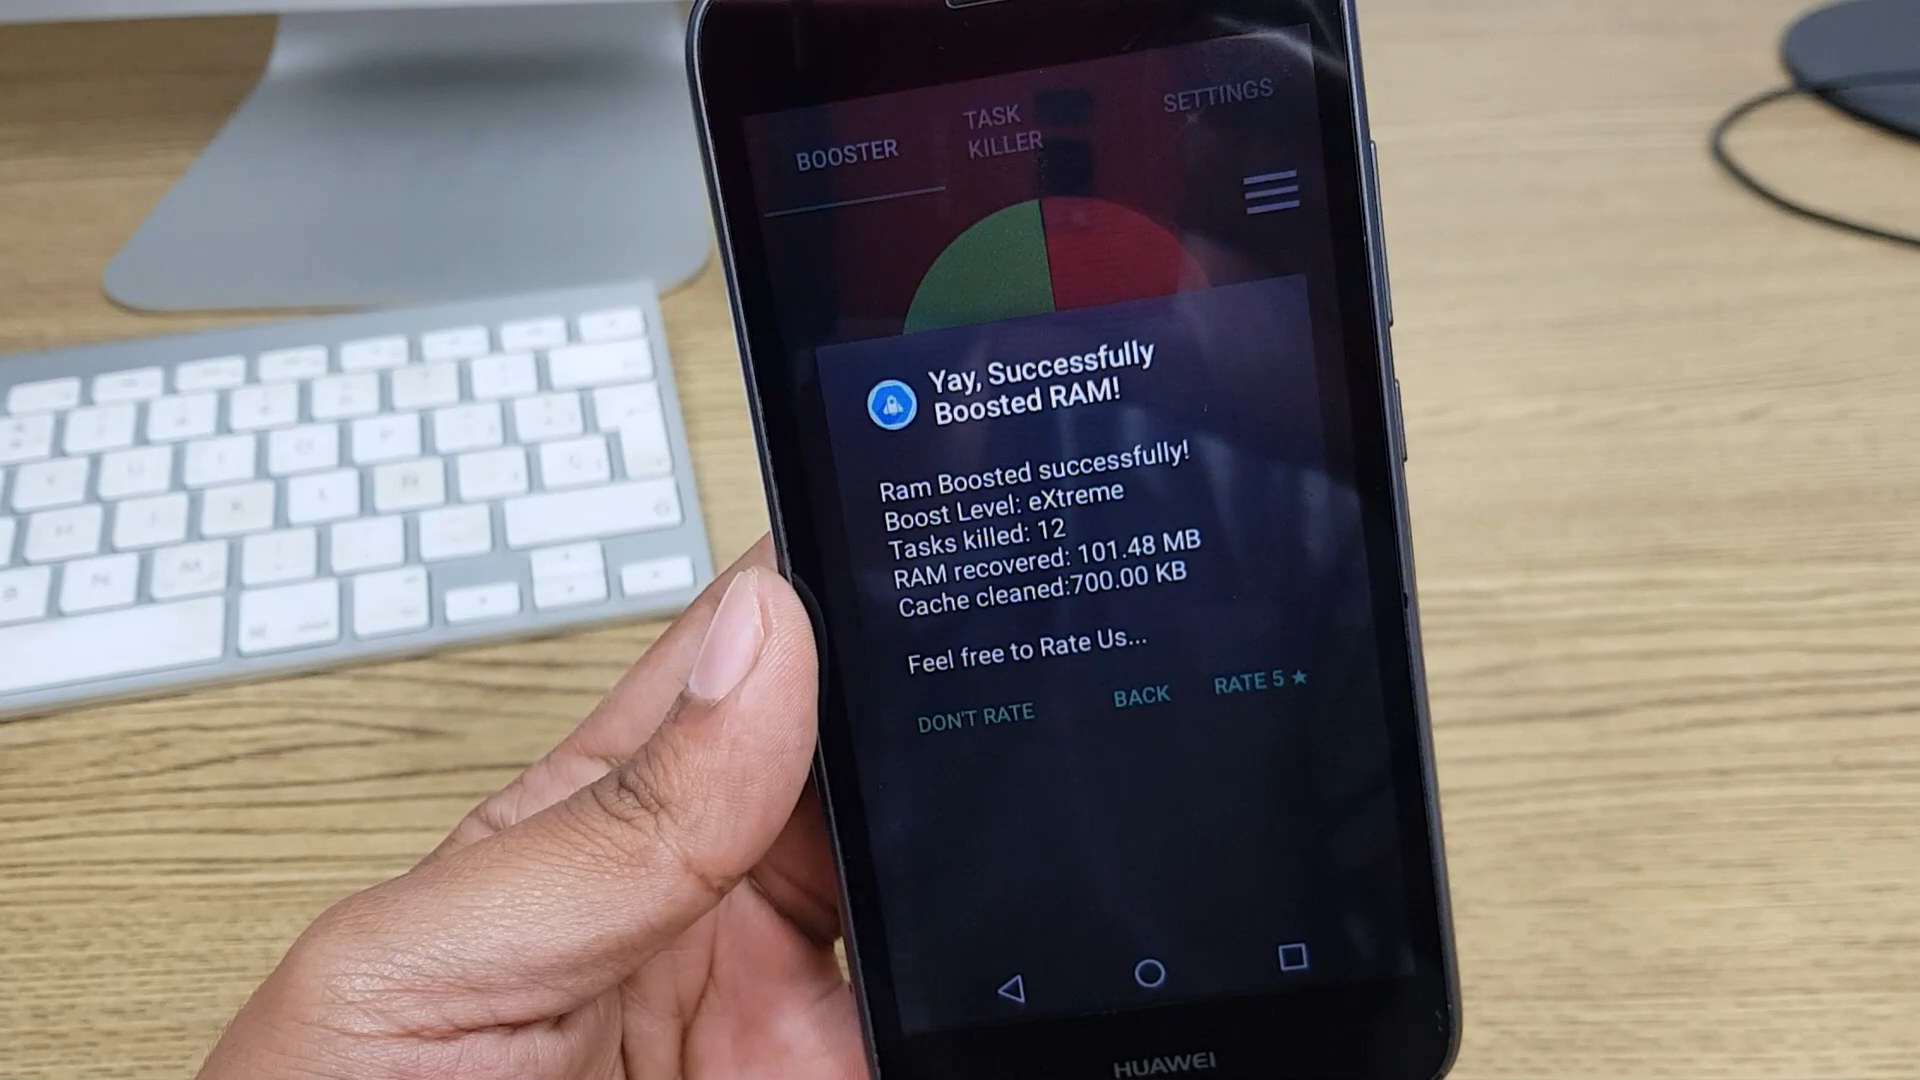 BOOSTER
TASK
KILLER
SETTINGS
Yay, Successfully
Boosted RAM!
Ram Boosted successfully!
Boost Level: eXtreme
Tasks killed: 12
RAM recovered: 101.48 MB
Cache cleaned:700.00 KB
Feel free to Rate Us...
DON'T RATE
BACK
RATE 5 ★
HUAWEI